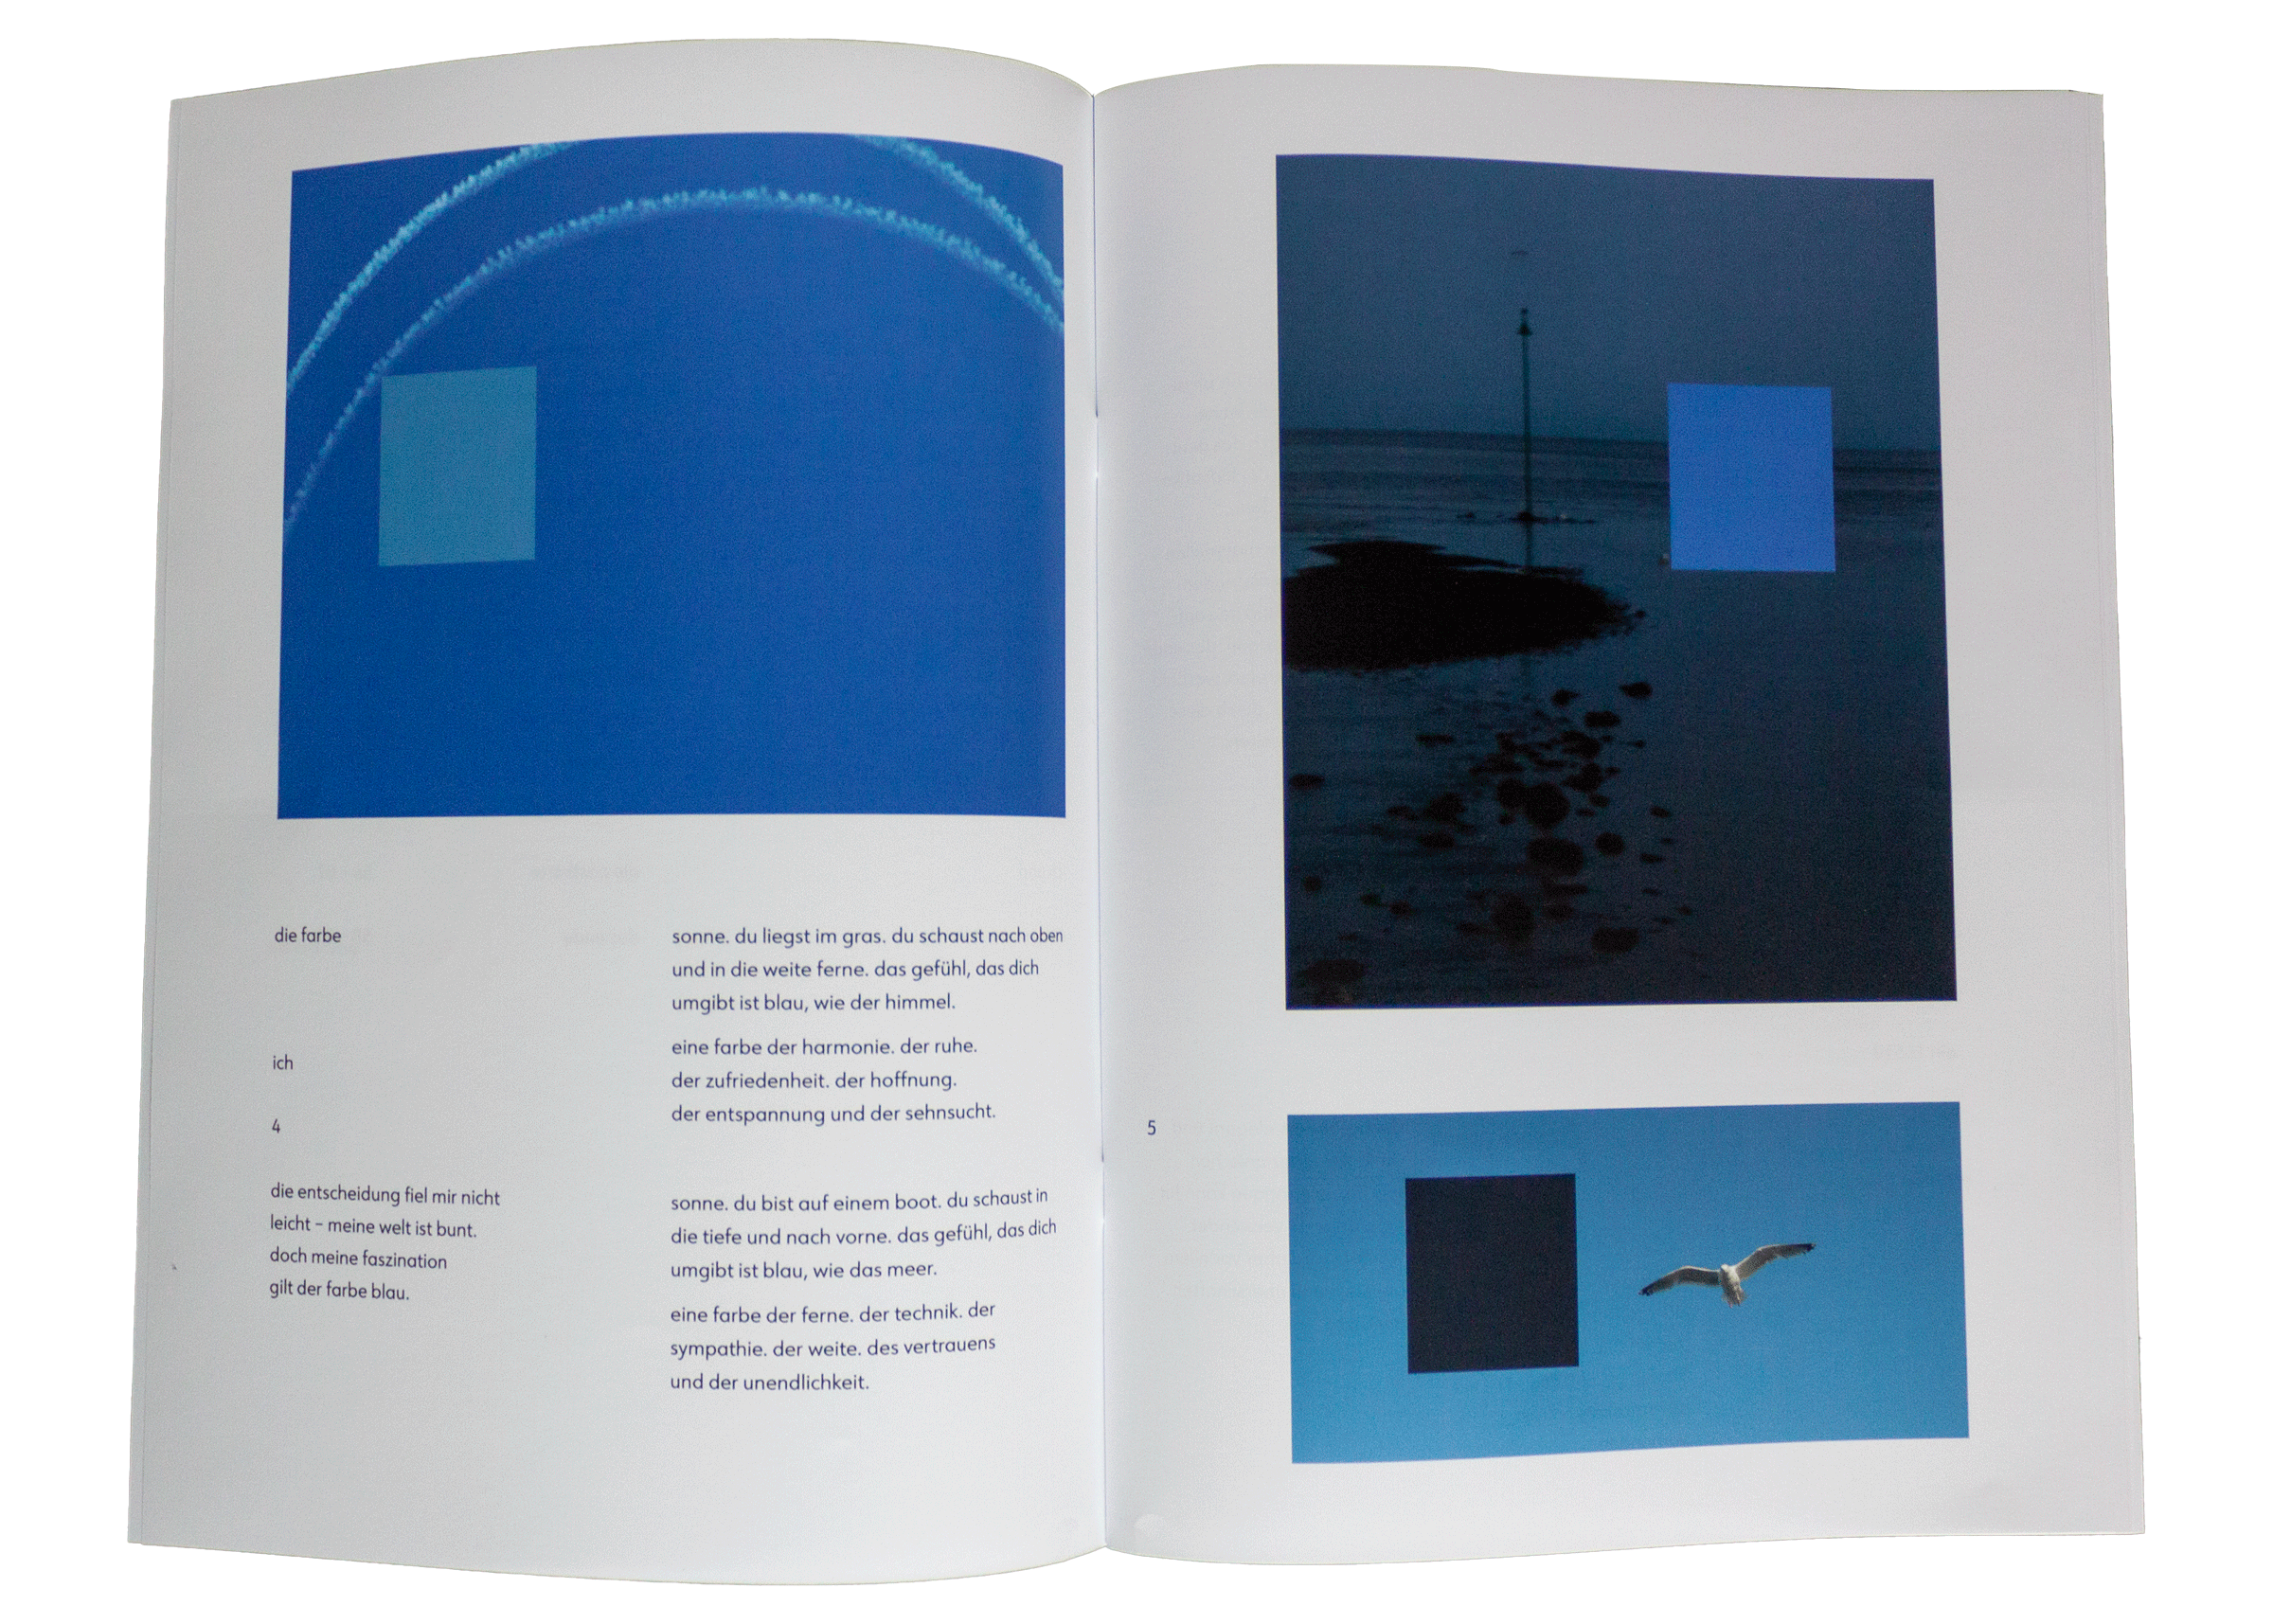 die farbe
ich
4
die entscheidung fiel mir nicht
leicht – meine welt ist bunt.
doch meine faszination
gilt der farbe blau.
sonne. du liegst im gras. du schaust nach oben
und in die weite ferne. das gefühl, das dich
umgibt ist blau, wie der himmel.
eine farbe der harmonie. der ruhe.
der zufriedenheit. der hoffnung.
der entspannung und der sehnsucht.
sonne. du bist auf einem boot. du schaust in
die tiefe und nach vorne. das gefühl, das dich
umgibt ist blau, wie das meer.
eine farbe der ferne. der technik. der
sympathie. der weite. des vertrauens
und der unendlichkeit.
5